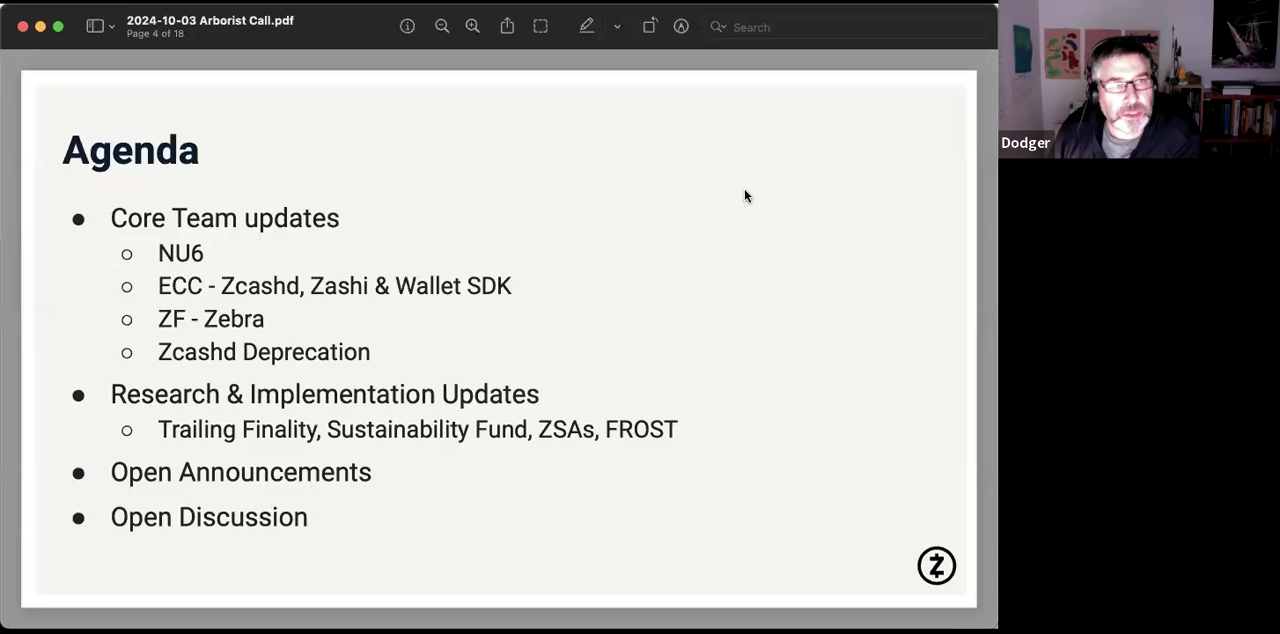 2024-10-03 Arborist Call.pdf
Page 4 of 18
Search
Dodger
Agenda
● Core Team updates
○ NU6
○ ECC - Zcashd, Zashi & Wallet SDK
○ ZF - Zebra
○ Zcashd Deprecation
● Research & Implementation Updates
○ Trailing Finality, Sustainability Fund, ZSAs, FROST
● Open Announcements
● Open Discussion